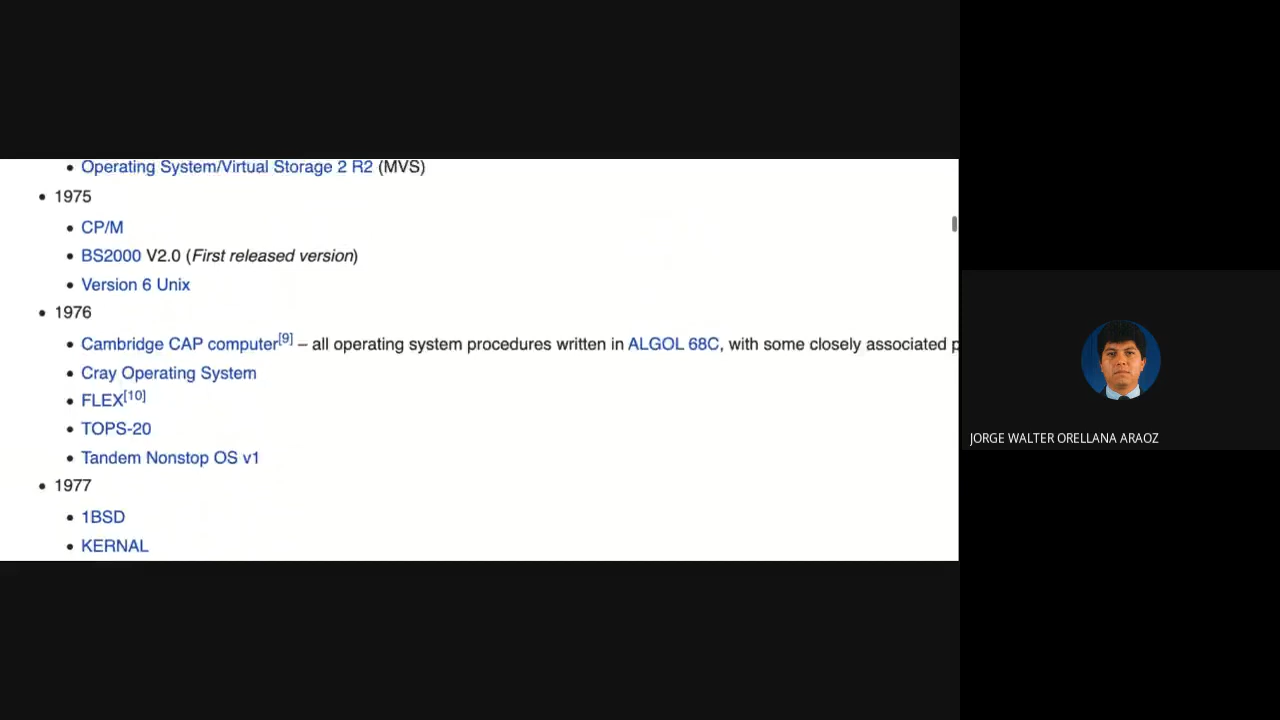 Operating System/Virtual Storage 2 R2 (MVS)
1975
CP/M
BS2000 V2.0 (First released version)
Version 6 Unix
1976
Cambridge CAP computer[9] – all operating system procedures written in ALGOL 68C, with some closely associated p
Cray Operating System
FLEX[10]
TOPS-20
Tandem Nonstop OS v1
1977
1BSD
KERNAL
JORGE WALTER ORELLANA ARAOZ